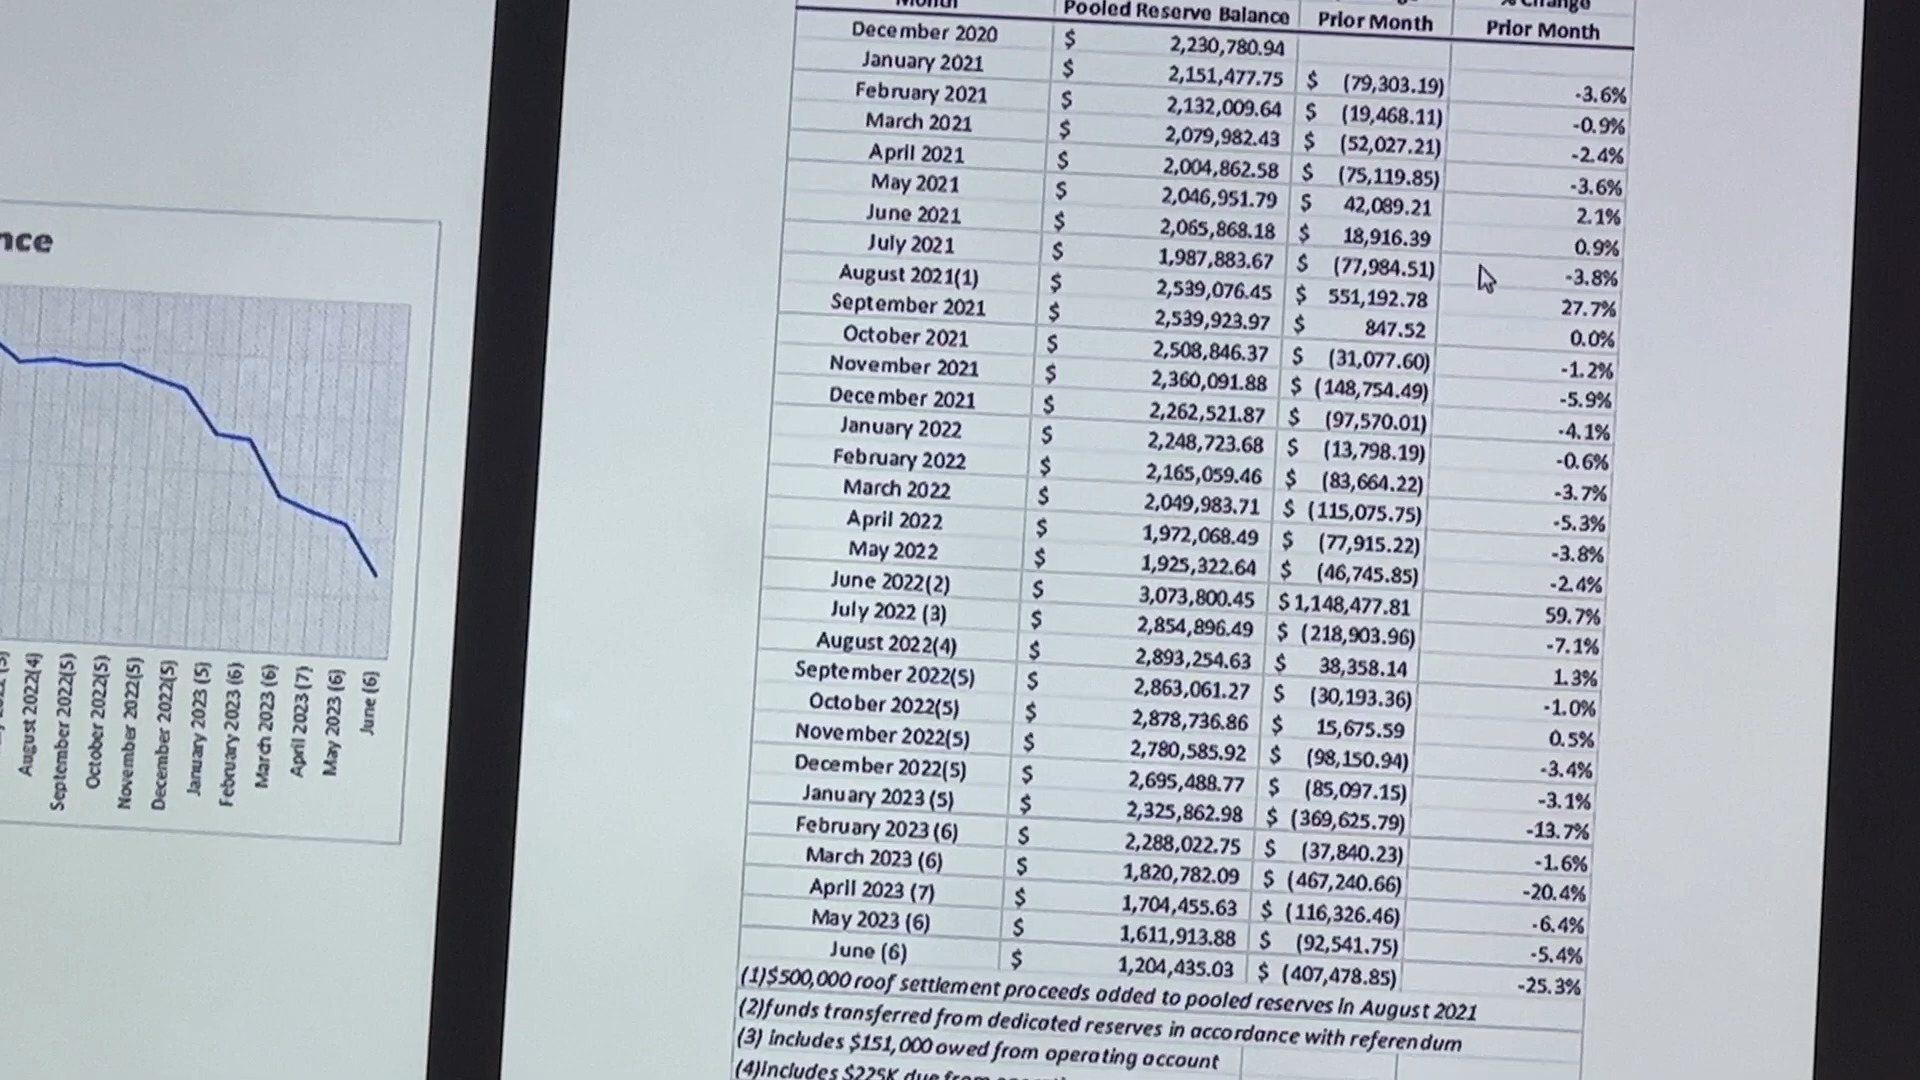 nce
August 2022(4)
September 2022(5)
October 2022(5)
November 2022(5)
December 2022(5)
January 2023 (5)
February 2023 (6)
March 2023 (6)
April 2023 (7)
May 2023 (6)
June (6)
Month Pooled Reserve Balance Prior Month % Change Prior Month
December 2020 $ 2,230,780.94
January 2021 $ 2,151,477.75 $ (79,303.19) -3.6%
February 2021 $ 2,132,009.64 $ (19,468.11) -0.9%
March 2021 $ 2,079,982.43 $ (52,027.21) -2.4%
April 2021 $ 2,004,862.58 $ (75,119.85) -3.6%
May 2021 $ 2,046,951.79 $ 42,089.21 2.1%
June 2021 $ 2,065,868.18 $ 18,916.39 0.9%
July 2021 $ 1,987,883.67 $ (77,984.51) -3.8%
August 2021(1) $ 2,539,076.45 $ 551,192.78 27.7%
September 2021 $ 2,539,923.97 $ 847.52 0.0%
October 2021 $ 2,508,846.37 $ (31,077.60) -1.2%
November 2021 $ 2,360,091.88 $ (148,754.49) -5.9%
December 2021 $ 2,262,521.87 $ (97,570.01) -4.1%
January 2022 $ 2,248,723.68 $ (13,798.19) -0.6%
February 2022 $ 2,165,059.46 $ (83,664.22) -3.7%
March 2022 $ 2,049,983.71 $ (115,075.75) -5.3%
April 2022 $ 1,972,068.49 $ (77,915.22) -3.8%
May 2022 $ 1,925,322.64 $ (46,745.85) -2.4%
June 2022(2) $ 3,073,800.45 $ 1,148,477.81 59.7%
July 2022 (3) $ 2,854,896.49 $ (218,903.96) -7.1%
August 2022(4) $ 2,893,254.63 $ 38,358.14 1.3%
September 2022(5) $ 2,863,061.27 $ (30,193.36) -1.0%
October 2022(5) $ 2,878,736.86 $ 15,675.59 0.5%
November 2022(5) $ 2,780,585.92 $ (98,150.94) -3.4%
December 2022(5) $ 2,695,488.77 $ (85,097.15) -3.1%
January 2023 (5) $ 2,325,862.98 $ (369,625.79) -13.7%
February 2023 (6) $ 2,288,022.75 $ (37,840.23) -1.6%
March 2023 (6) $ 1,820,782.09 $ (467,240.66) -20.4%
April 2023 (7) $ 1,704,455.63 $ (116,326.46) -6.4%
May 2023 (6) $ 1,611,913.88 $ (92,541.75) -5.4%
June (6) $ 1,204,435.03 $ (407,478.85) -25.3%
(1)$500,000 roof settlement proceeds added to pooled reserves in August 2021
(2)funds transferred from dedicated reserves in accordance with referendum
(3) includes $151,000 owed from operating account
(4)Includes $225K due from